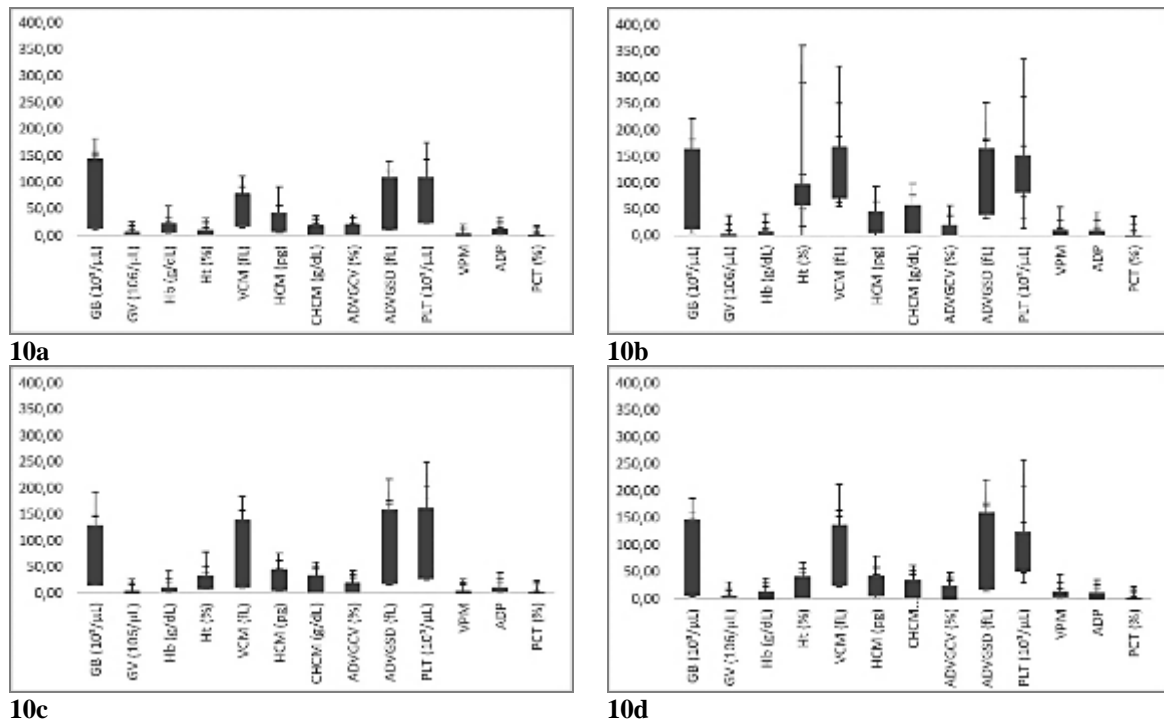 400,00
350,00
300,00
250,00
200,00
150,00
100,00
50,00
0,00
GB (10³/µL)
GV (106/µL)
Hb (g/dL)
Ht (%)
VCM (fL)
HCM (pg)
CHCM (g/dL)
ADVGCV (%)
ADVGSD (fL)
PLT (10³/µL)
VPM
ADP
PCT (%)
10a
400,00
350,00
300,00
250,00
200,00
150,00
100,00
50,00
0,00
GB (10³/µL)
GV (106/µL)
Hb (g/dL)
Ht (%)
VCM (fL)
HCM (pg)
CHCM (g/dL)
ADVGCV (%)
ADVGSD (fL)
PLT (10³/µL)
VPM
ADP
PCT (%)
10b
400,00
350,00
300,00
250,00
200,00
150,00
100,00
50,00
0,00
GB (10³/µL)
GV (106/µL)
Hb (g/dL)
Ht (%)
VCM (fL)
HCM (pg)
CHCM (g/dL)
ADVGCV (%)
ADVGSD (fL)
PLT (10³/µL)
VPM
ADP
PCT (%)
10c
400,00
350,00
300,00
250,00
200,00
150,00
100,00
50,00
0,00
GB (10³/µL)
GV (106/µL)
Hb (g/dL)
Ht (%)
VCM (fL)
HCM (pg)
CHCM...
ADVGCV (%)
ADVGSD (fL)
PLT (10³/µL)
VPM
ADP
PCT (%)
10d